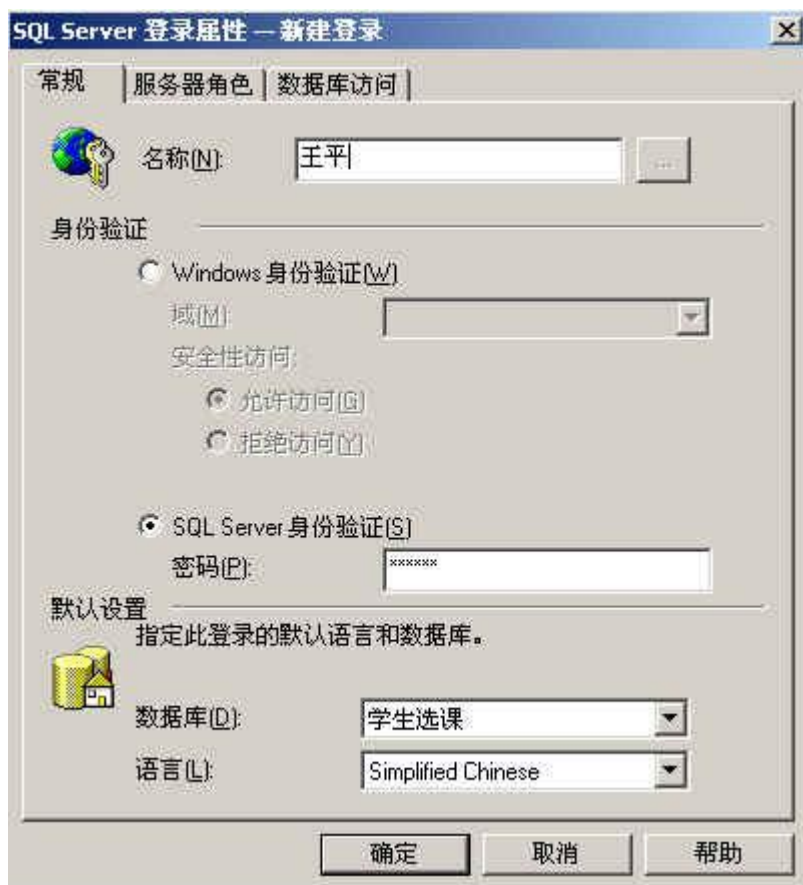 SQL Server 登录属性 — 新建登录
常规 服务器角色 数据库访问
名称(N): 王平 ...
身份验证
Windows 身份验证(W)
域(M):
安全性访问:
允许访问(G)
拒绝访问(Y)
SQL Server 身份验证(S)
密码(P): ******
默认设置
指定此登录的默认语言和数据库。
数据库(D): 学生选课
语言(L): Simplified Chinese
确定 取消 帮助